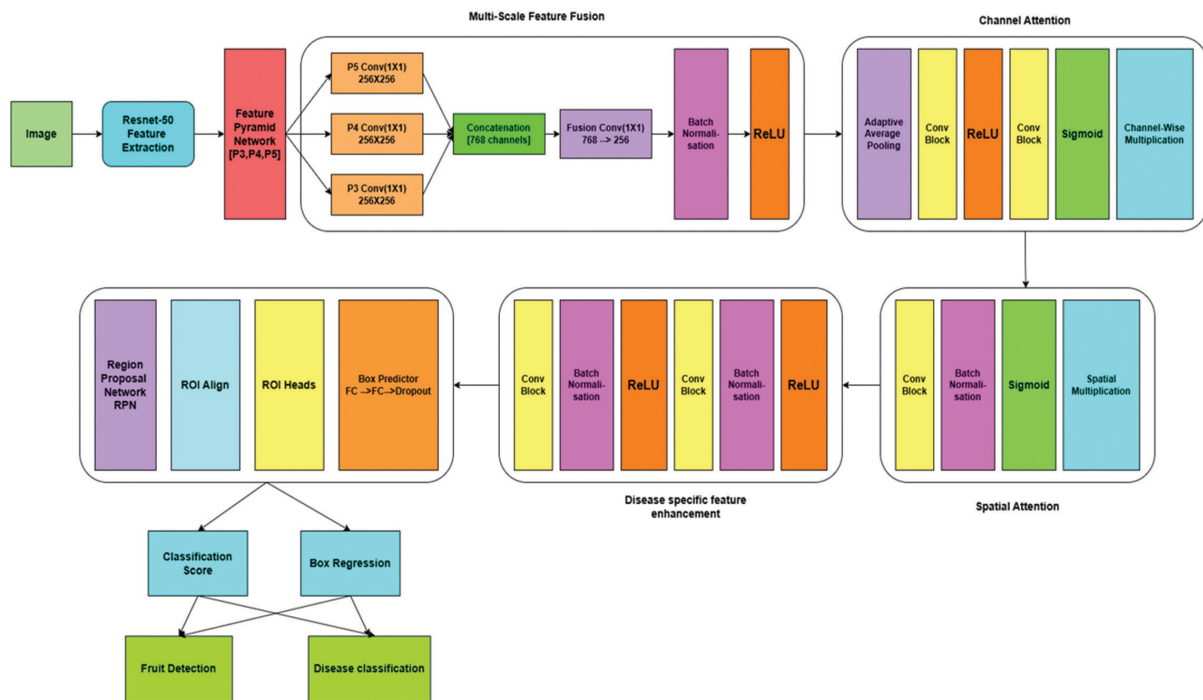 Multi-Scale Feature Fusion
Channel Attention
Image
Resnet-50
Feature
Extraction
Feature
Pyramid
Network
[P3,P4,P5]
P5 Conv(1X1)
256X256
P4 Conv(1X1)
256X256
P3 Conv(1X1)
256X256
Concatenation
[768 channels]
Fusion Conv(1X1)
768 --> 256
Batch
Normali-
sation
ReLU
Adaptive
Average
Pooling
Conv
Block
ReLU
Conv
Block
Sigmoid
Channel-Wise
Multiplication
Region
Proposal
Network
RPN
ROI Align
ROI Heads
Box Predictor
FC -->FC-->Dropout
Conv
Block
Batch
Normali-
sation
ReLU
Conv
Block
Batch
Normali-
sation
ReLU
Conv
Block
Batch
Normali-
sation
Sigmoid
Spatial
Multiplication
Disease specific feature
enhancement
Spatial Attention
Classification
Score
Box Regression
Fruit Detection
Disease classification